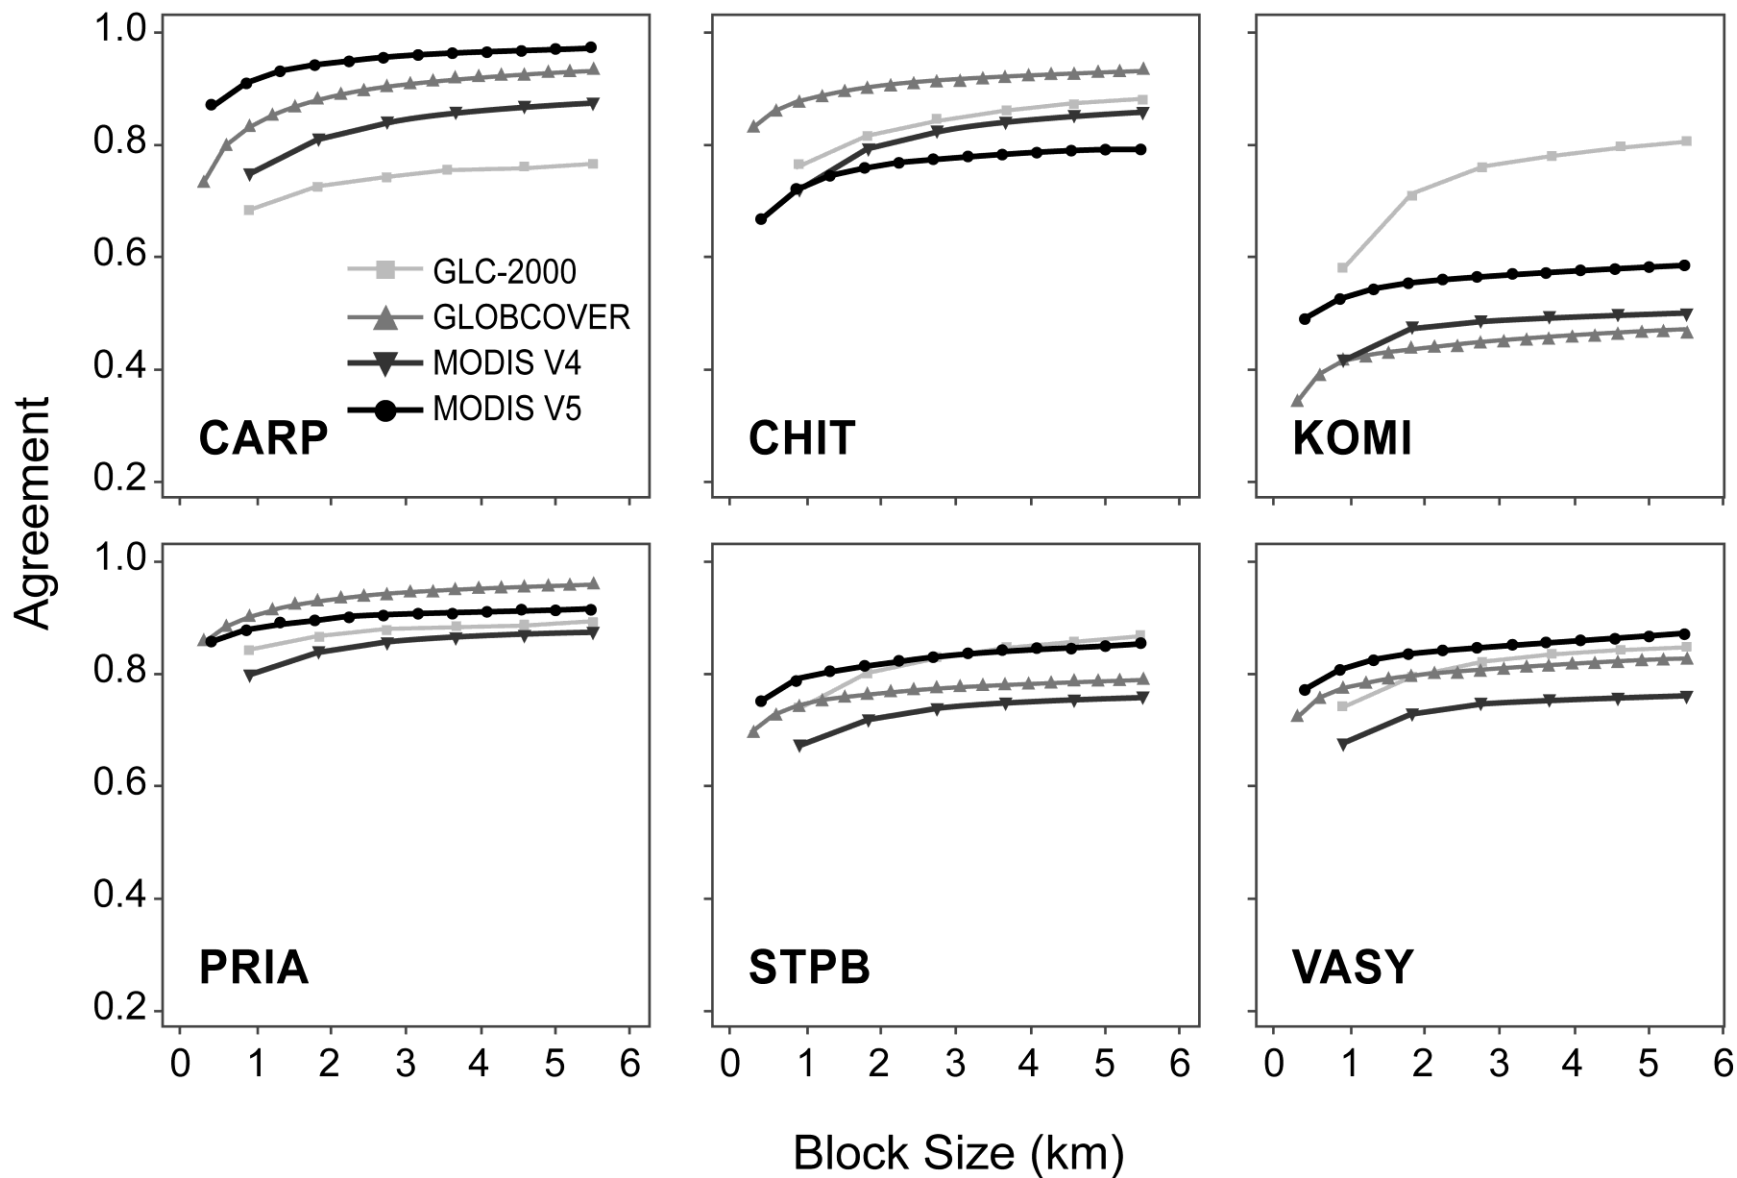 1.0
0.8
0.6
0.4
0.2
GLC-2000
GLOBCOVER
MODIS V4
MODIS V5
CARP
CHIT
KOMI
Agreement
1.0
0.8
0.6
0.4
0.2
PRIA
STPB
VASY
0 1 2 3 4 5 6
0 1 2 3 4 5 6
0 1 2 3 4 5 6
Block Size (km)